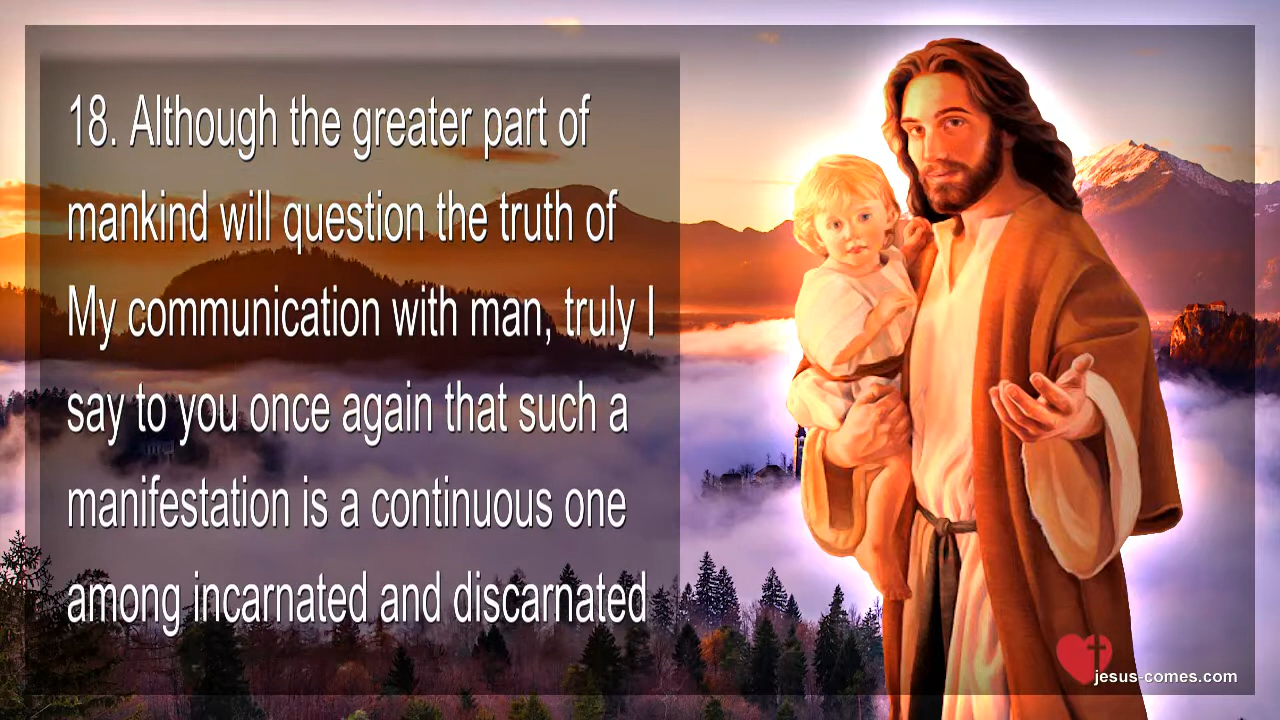 18. Although the greater part of
mankind will question the truth of
My communication with man, truly I
say to you once again that such a
manifestation is a continuous one
among incarnated and discarnated
jesus-comes.com